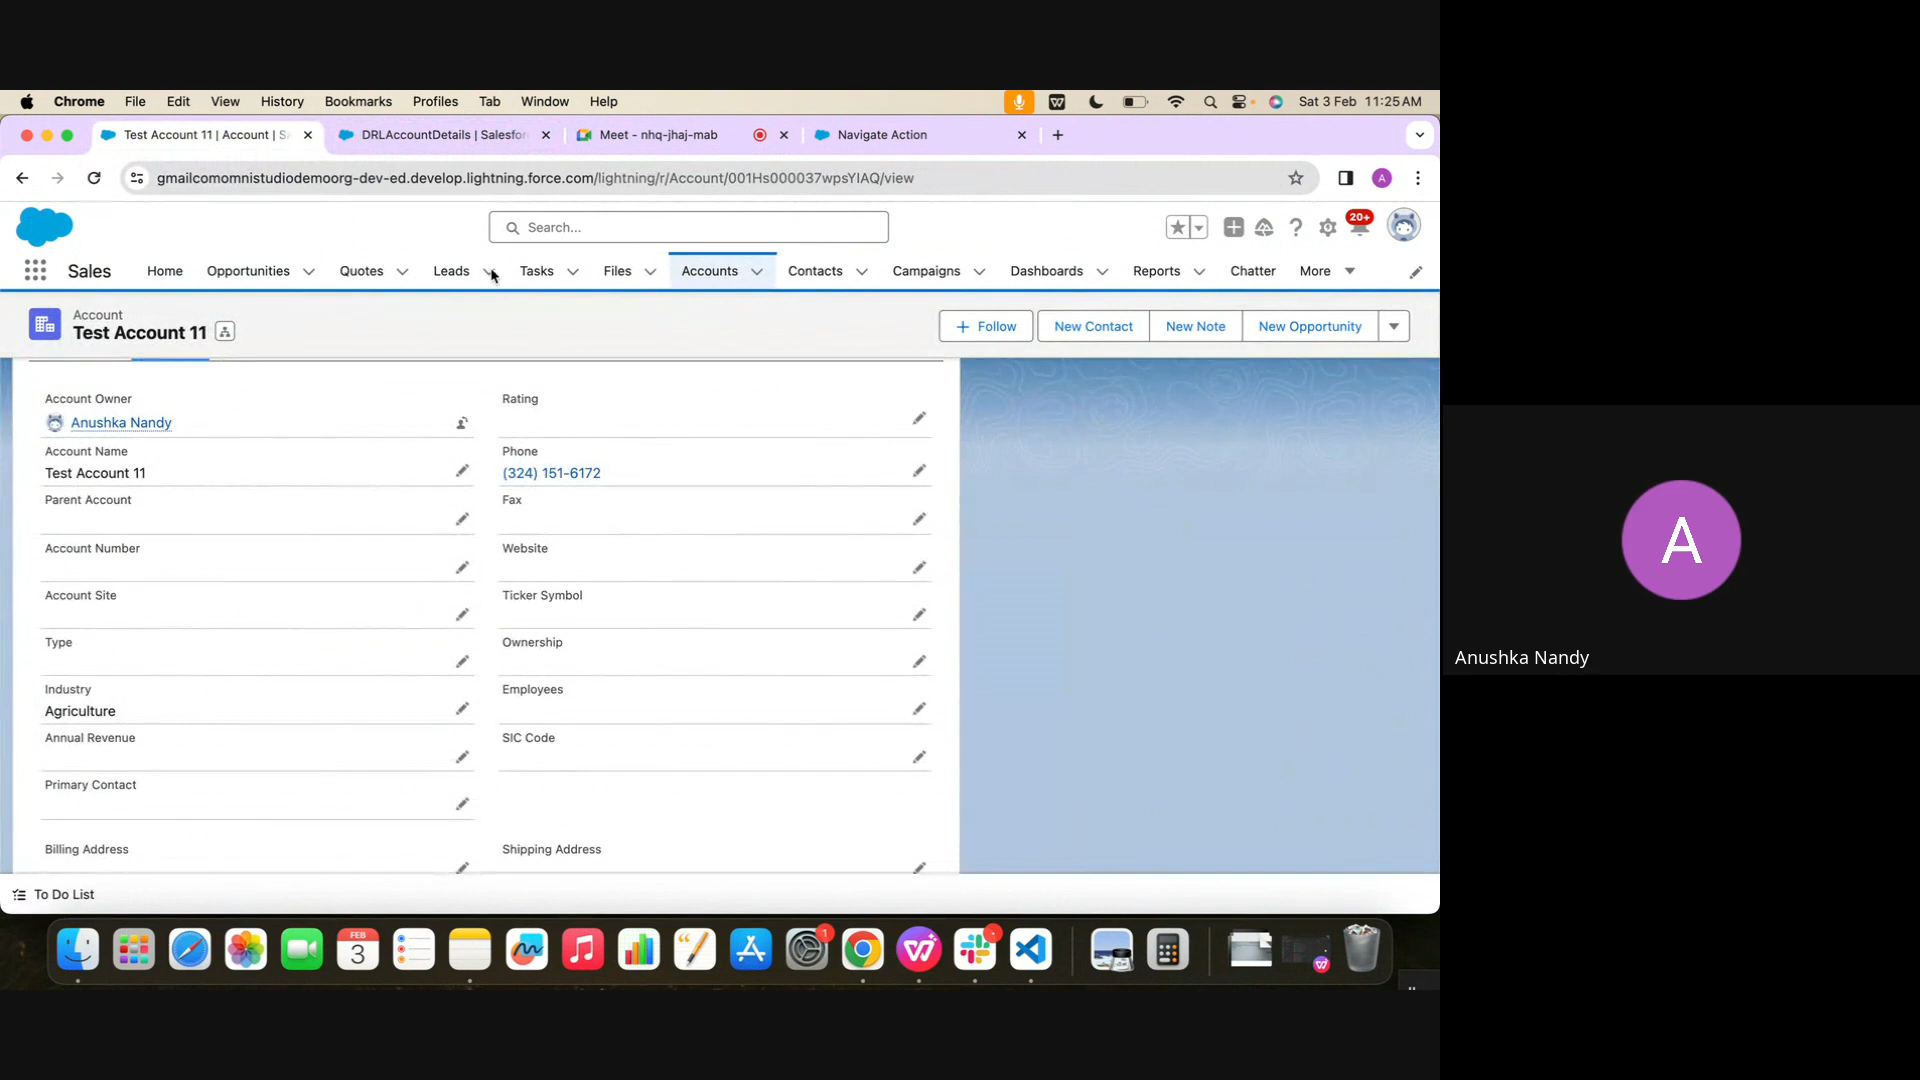 Chrome File Edit View History Bookmarks Profiles Tab Window Help Sat 3 Feb 11:25 AM
Test Account 11 | Account | S DRLAccountDetails | Salesfor Meet - nhq-jhaj-mab Navigate Action
gmailcomomnistudiodemoorg-dev-ed.develop.lightning.force.com/lightning/r/Account/001Hs000037wpsYIAQ/view A
Search... 20+
Sales Home Opportunities Quotes Leads Tasks Files Accounts Contacts Campaigns Dashboards Reports Chatter More
Account
Test Account 11
Follow New Contact New Note New Opportunity
Account Owner Rating
Anushka Nandy
Account Name Phone
Test Account 11 (324) 151-6172
Parent Account Fax
Account Number Website
Account Site Ticker Symbol
Type Ownership
Industry Employees
Agriculture
Annual Revenue SIC Code
Primary Contact
Billing Address Shipping Address
To Do List
FEB
3
1
A
Anushka Nandy